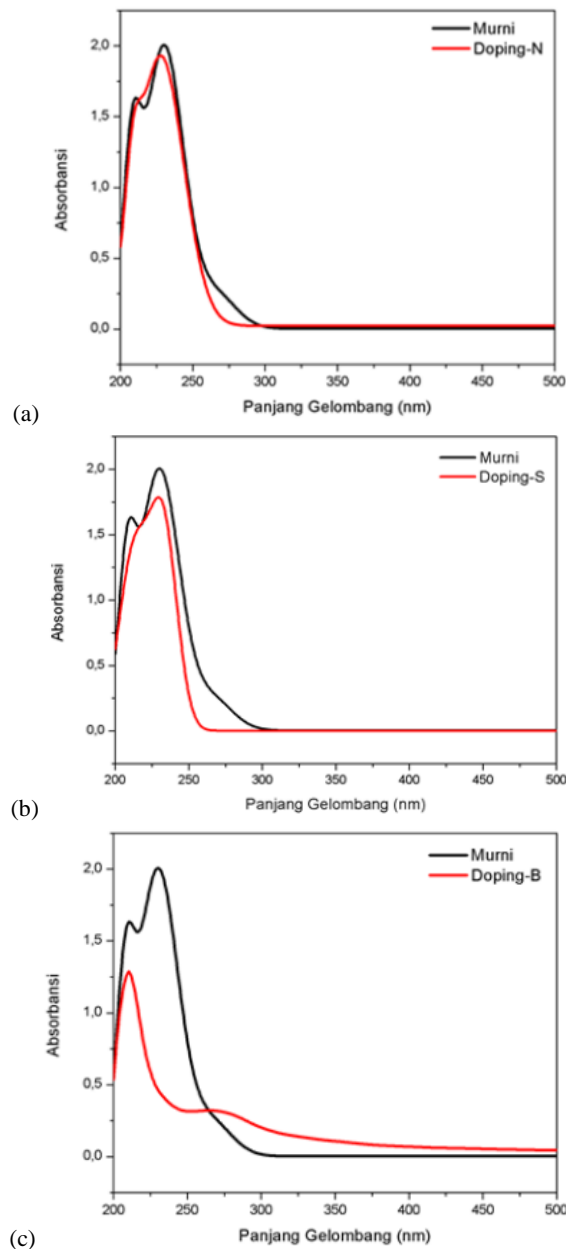 Murni
Doping-N
2,0
1,5
1,0
0,5
0,0
Absorbansi
200 250 300 350 400 450 500
Panjang Gelombang (nm)
(a)
Murni
Doping-S
2,0
1,5
1,0
0,5
0,0
Absorbansi
200 250 300 350 400 450 500
Panjang Gelombang (nm)
(b)
Murni
Doping-B
2,0
1,5
1,0
0,5
0,0
Absorbansi
200 250 300 350 400 450 500
Panjang Gelombang (nm)
(c)